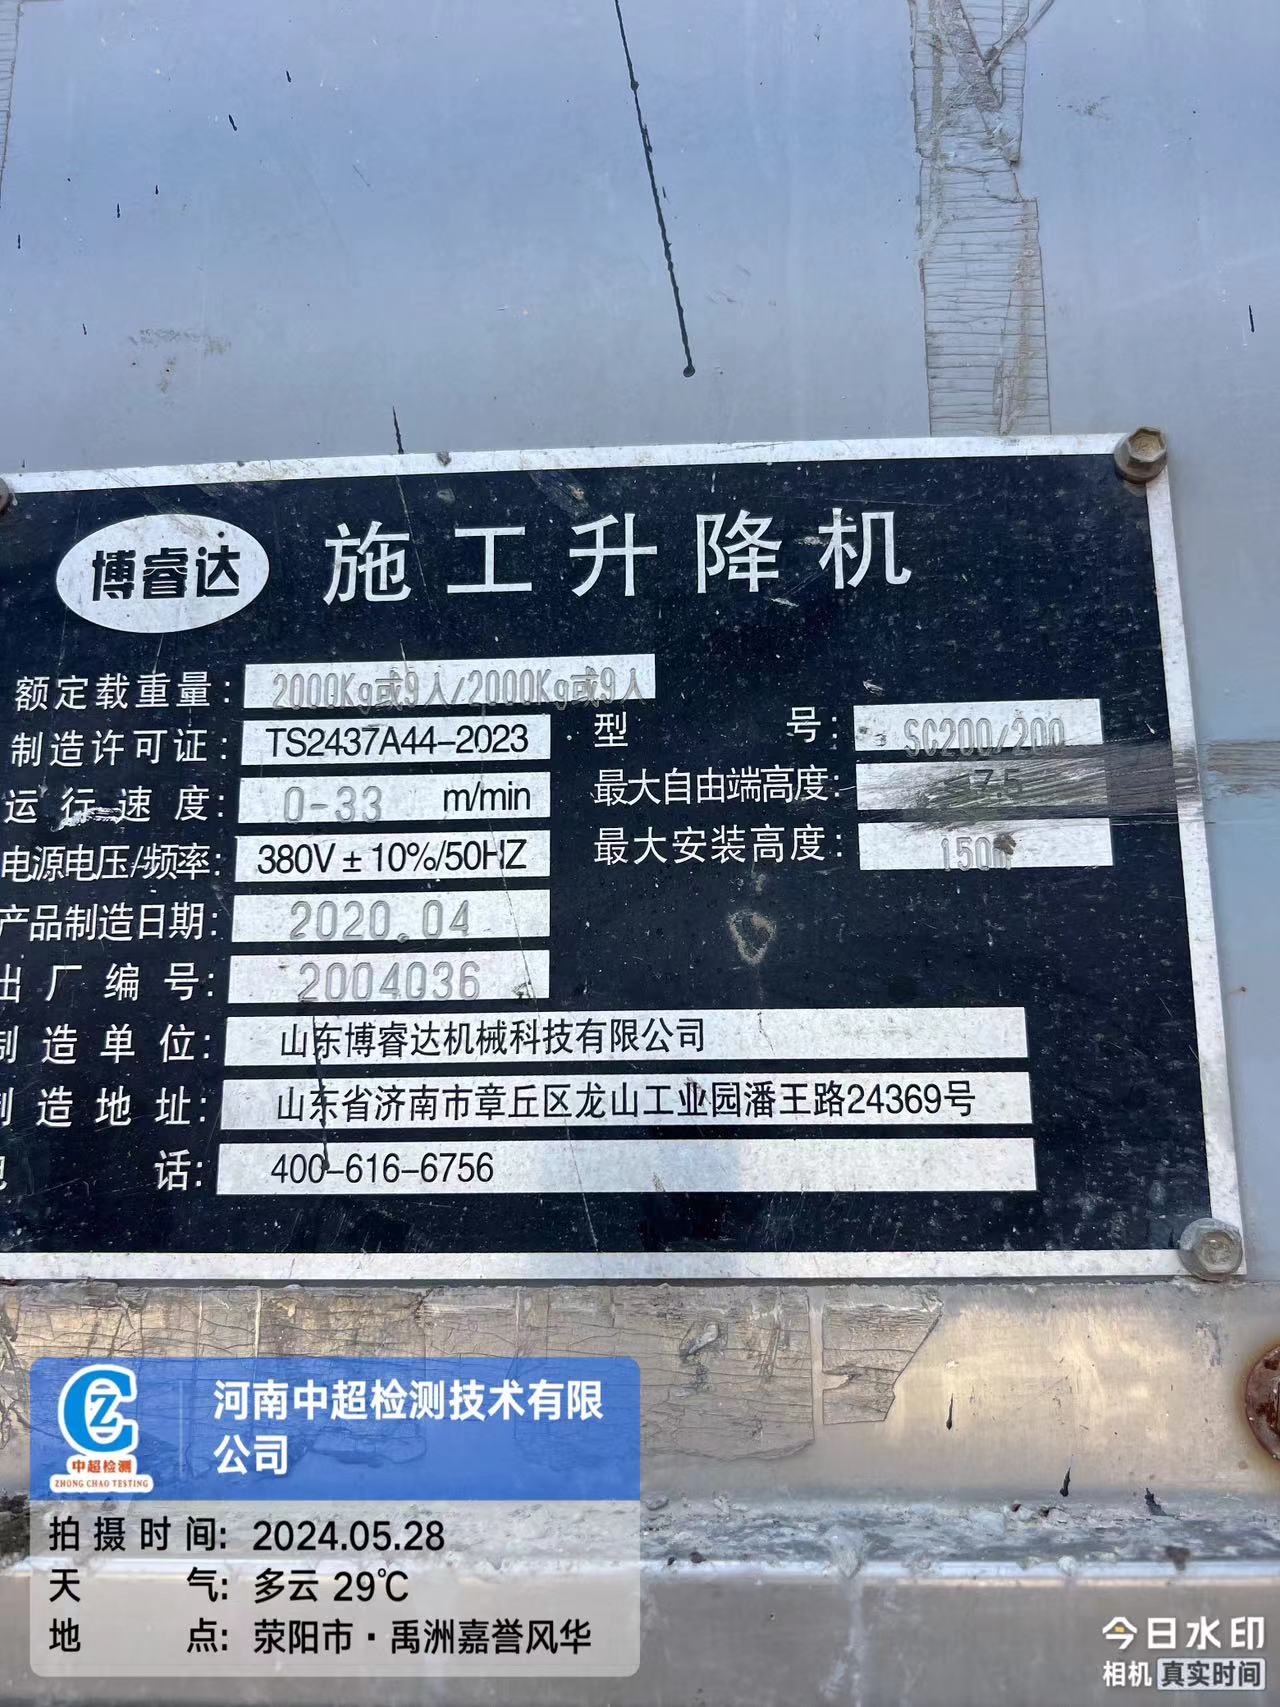 博睿达 施工升降机
额定载重量: 2000Kg或9人/2000Kg或9人
制造许可证: TS2437A44-2023 型 号: SC200/200
运行速度: 0-33 m/min 最大自由端高度: 7.5
电源电压/频率: 380V±10%/50HZ 最大安装高度: 150m
产品制造日期: 2020.04
出厂编号: 2004036
制造单位: 山东博睿达机械科技有限公司
制造地址: 山东省济南市章丘区龙山工业园潘王路24369号
电 话: 400-616-6756
中超检测
ZHONG CHAO TESTING
河南中超检测技术有限
公司
拍摄时间: 2024.05.28
天 气: 多云 29℃
地 点: 荥阳市·禹洲嘉誉风华
今日水印
相机 真实时间